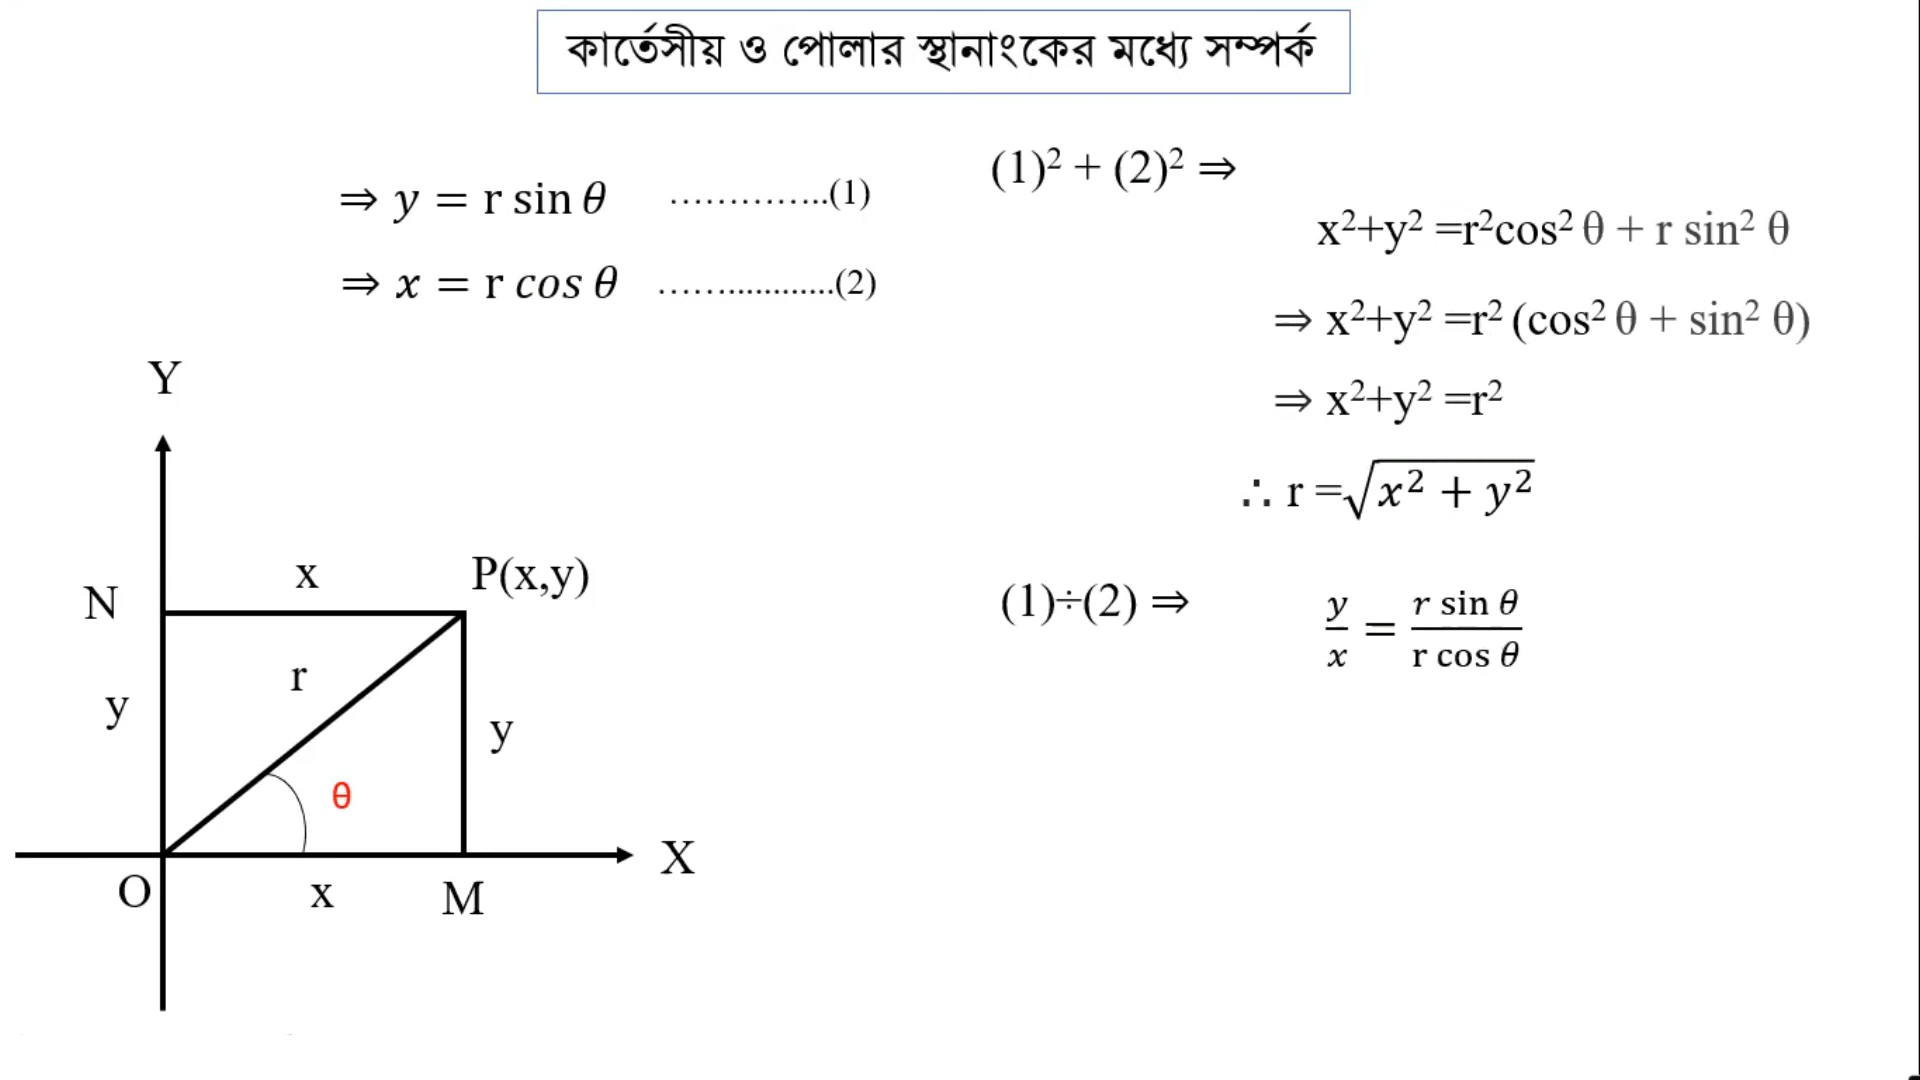 কার্তেসীয় ও পোলার স্থানাংকের মধ্যে সম্পর্ক
⇒ y = r sin θ …………..(1)
⇒ x = r cos θ ……............(2)
(1)² + (2)² ⇒
x²+y² =r²cos² θ + r sin² θ
⇒ x²+y² =r² (cos² θ + sin² θ)
⇒ x²+y² =r²
∴ r =√(x² + y²)
(1)÷(2) ⇒ y/x = r sin θ / r cos θ
Y
N x P(x,y)
r
y y
θ
X
O x M